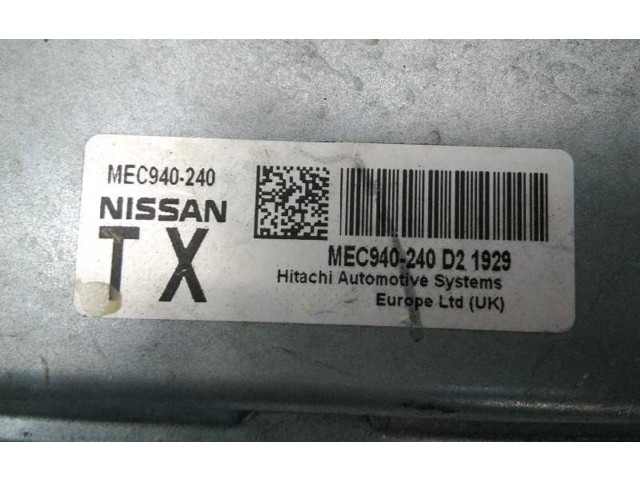 MEC940-240
NISSAN
TX
MEC940-240 D2 1929
Hitachi Automotive Systems
Europe Ltd (UK)